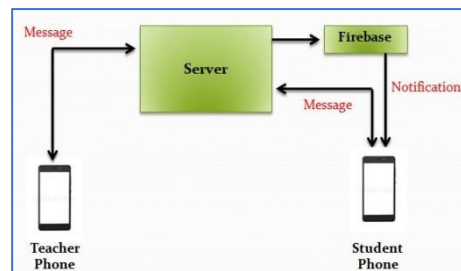 Message
Firebase
Server
Notification
Message
Teacher
Phone
Student
Phone